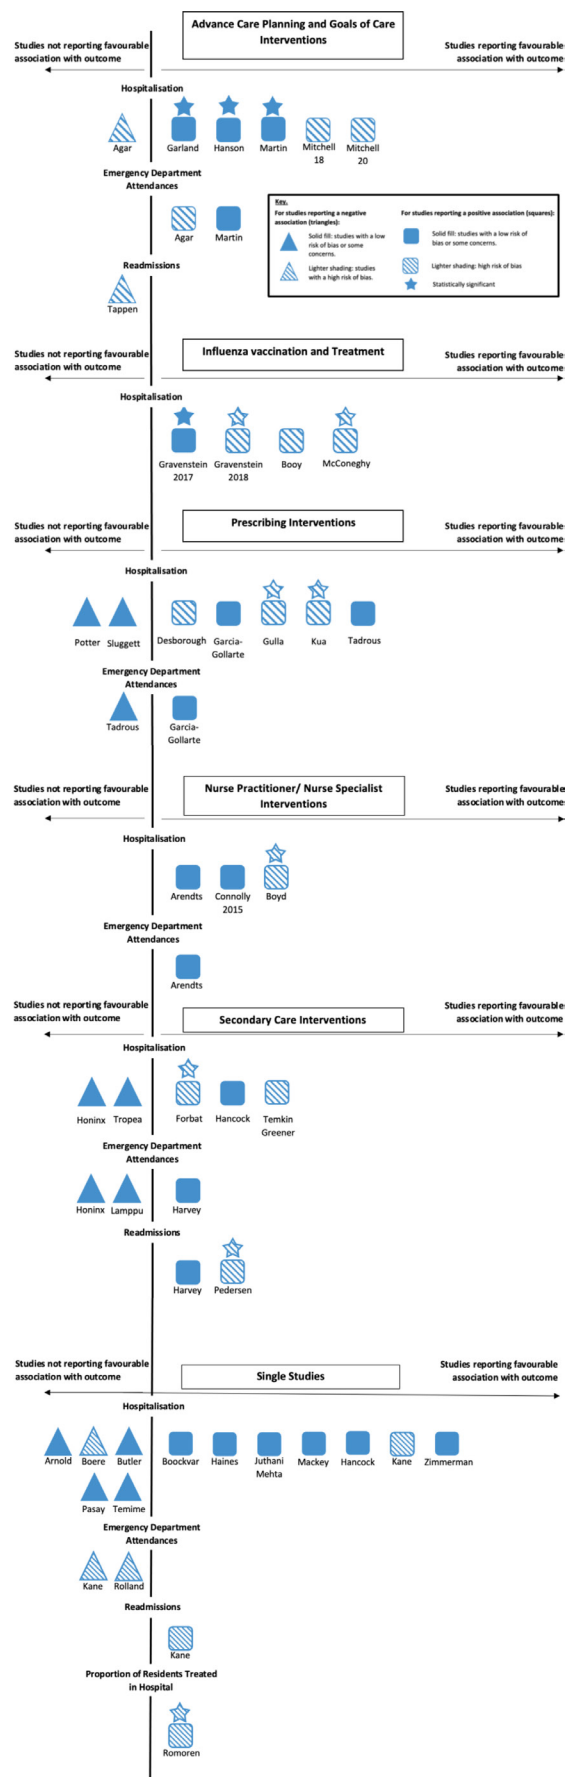 Advance Care Planning and Goals of Care
Interventions
Studies not reporting favourable
association with outcome
Studies reporting favourable
association with outcome
Hospitalisation
Agar
Garland
Hanson
Martin
Mitchell
18
Mitchell
20
Emergency Department
Attendances
Agar
Martin
Key.
For studies reporting a negative
association (triangles):
Solid fill: studies with a low
risk of bias or some
concerns.
Lighter shading: studies
with a high risk of bias.
For studies reporting a positive association (squares):
Solid fill: studies with a low risk of
bias or some concerns.
Lighter shading: high risk of bias
Statistically significant
Readmissions
Tappen
Studies not reporting favourable
association with outcome
Influenza vaccination and Treatment
Studies reporting favourable
association with outcome
Hospitalisation
Gravenstein
2017
Gravenstein
2018
Booy
McConeghy
Studies not reporting favourable
association with outcome
Prescribing Interventions
Studies reporting favourable
association with outcome
Hospitalisation
Potter
Sluggett
Desborough
Garcia-
Gollarte
Gulla
Kua
Tadrous
Emergency Department
Attendances
Tadrous
Garcia-
Gollarte
Studies not reporting favourable
association with outcome
Nurse Practitioner/ Nurse Specialist
Interventions
Studies reporting favourable
association with outcome
Hospitalisation
Arendts
Connolly
2015
Boyd
Emergency Department
Attendances
Arendts
Studies not reporting favourable
association with outcome
Secondary Care Interventions
Studies reporting favourable
association with outcome
Hospitalisation
Honinx
Tropea
Forbat
Hancock
Temkin
Greener
Emergency Department
Attendances
Honinx
Lamppu
Harvey
Readmissions
Harvey
Pedersen
Studies not reporting favourable
association with outcome
Single Studies
Studies reporting favourable
association with outcome
Hospitalisation
Arnold
Boere
Butler
Boockvar
Haines
Juthani
Mehta
Mackey
Hancock
Kane
Zimmerman
Pasay
Temime
Emergency Department
Attendances
Kane
Rolland
Readmissions
Kane
Proportion of Residents Treated
in Hospital
Romoren